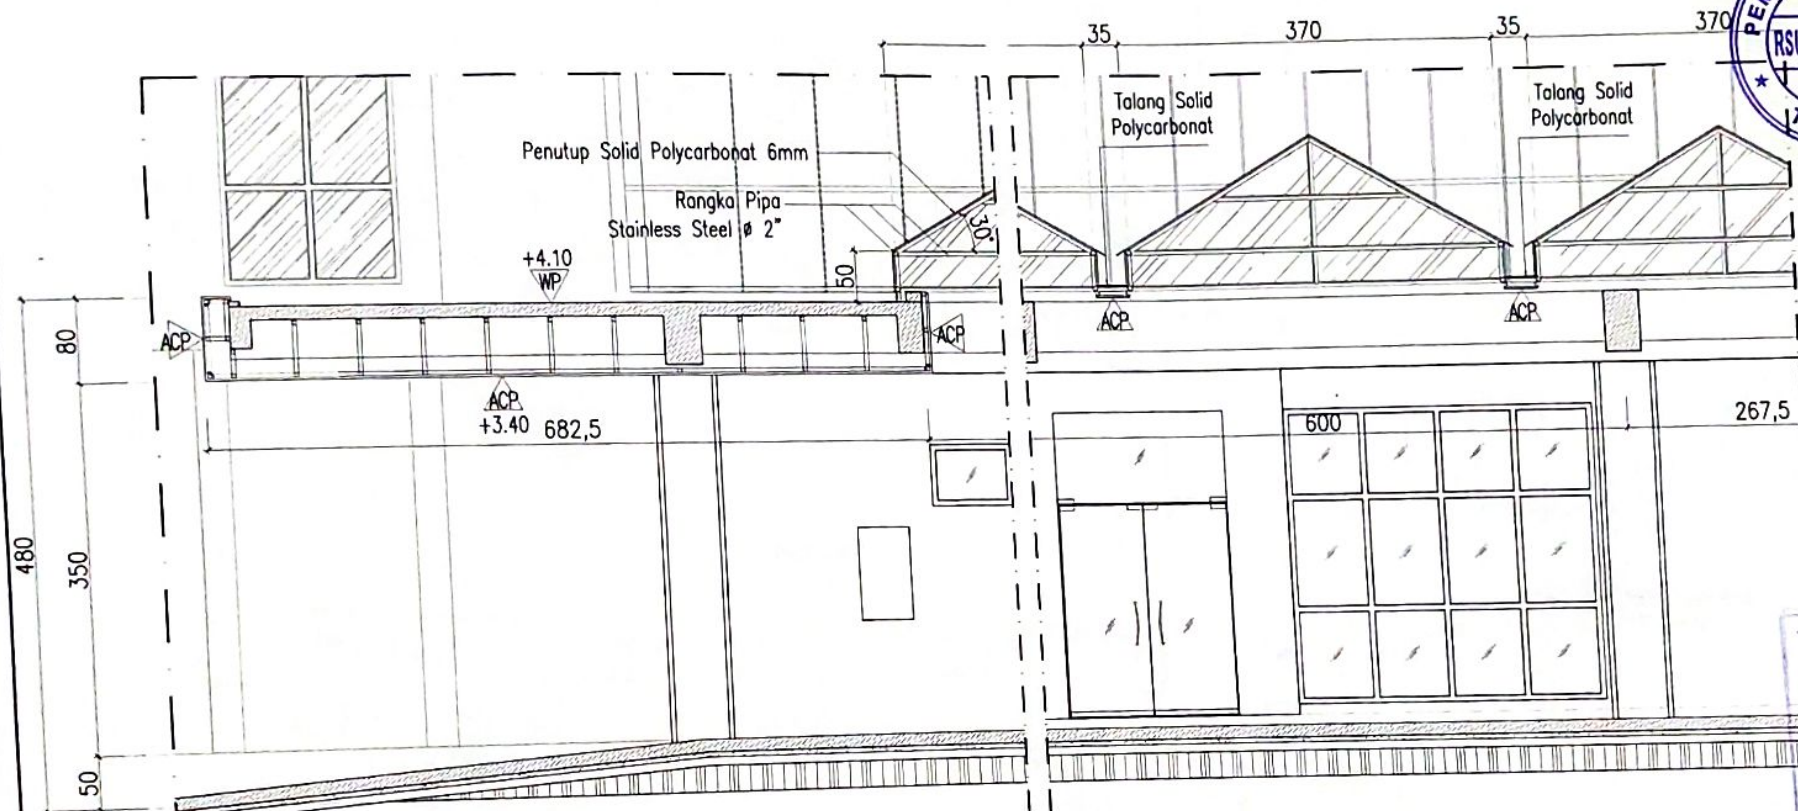 35
370
35
370
Talang Solid
Polycarbonat
Talang Solid
Polycarbonat
Penutup Solid Polycarbonat 6mm
Rangka Pipa
Stainless Steel ø 2"
30°
50
+4.10
WP
ACP
ACP
ACP
ACP
80
ACP
+3.40
682,5
600
267,5
480
350
50